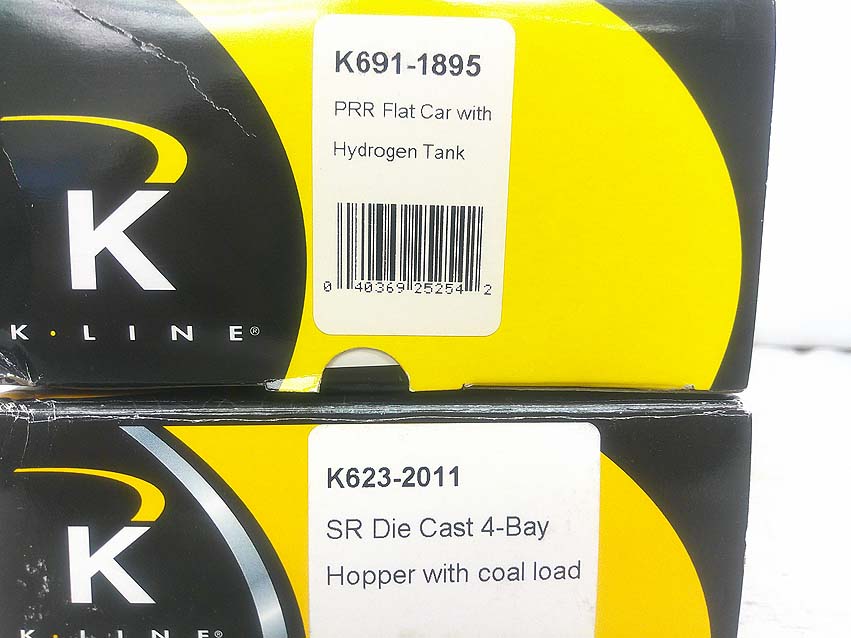 K691-1895
PRR Flat Car with
Hydrogen Tank
0 40369 25254 2
K
K·LINE®
K623-2011
SR Die Cast 4-Bay
Hopper with coal load
K
K·LINE®